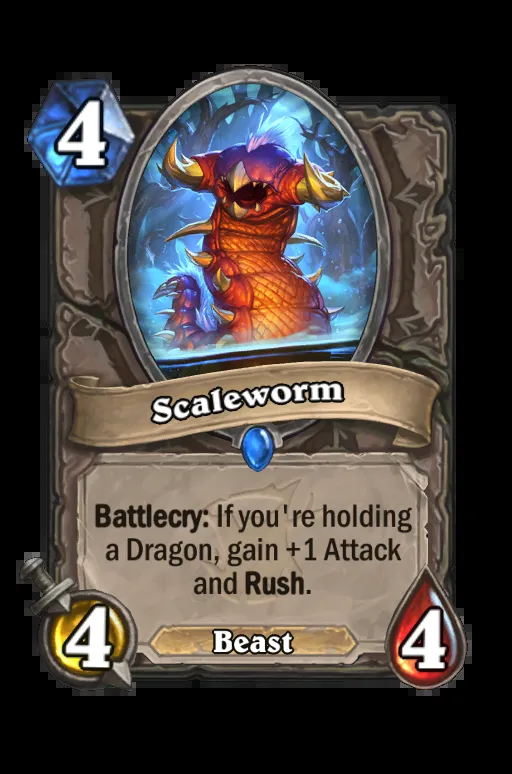 4
Scaleworm
Battlecry: If you're holding
a Dragon, gain +1 Attack
and Rush.
4
Beast
4